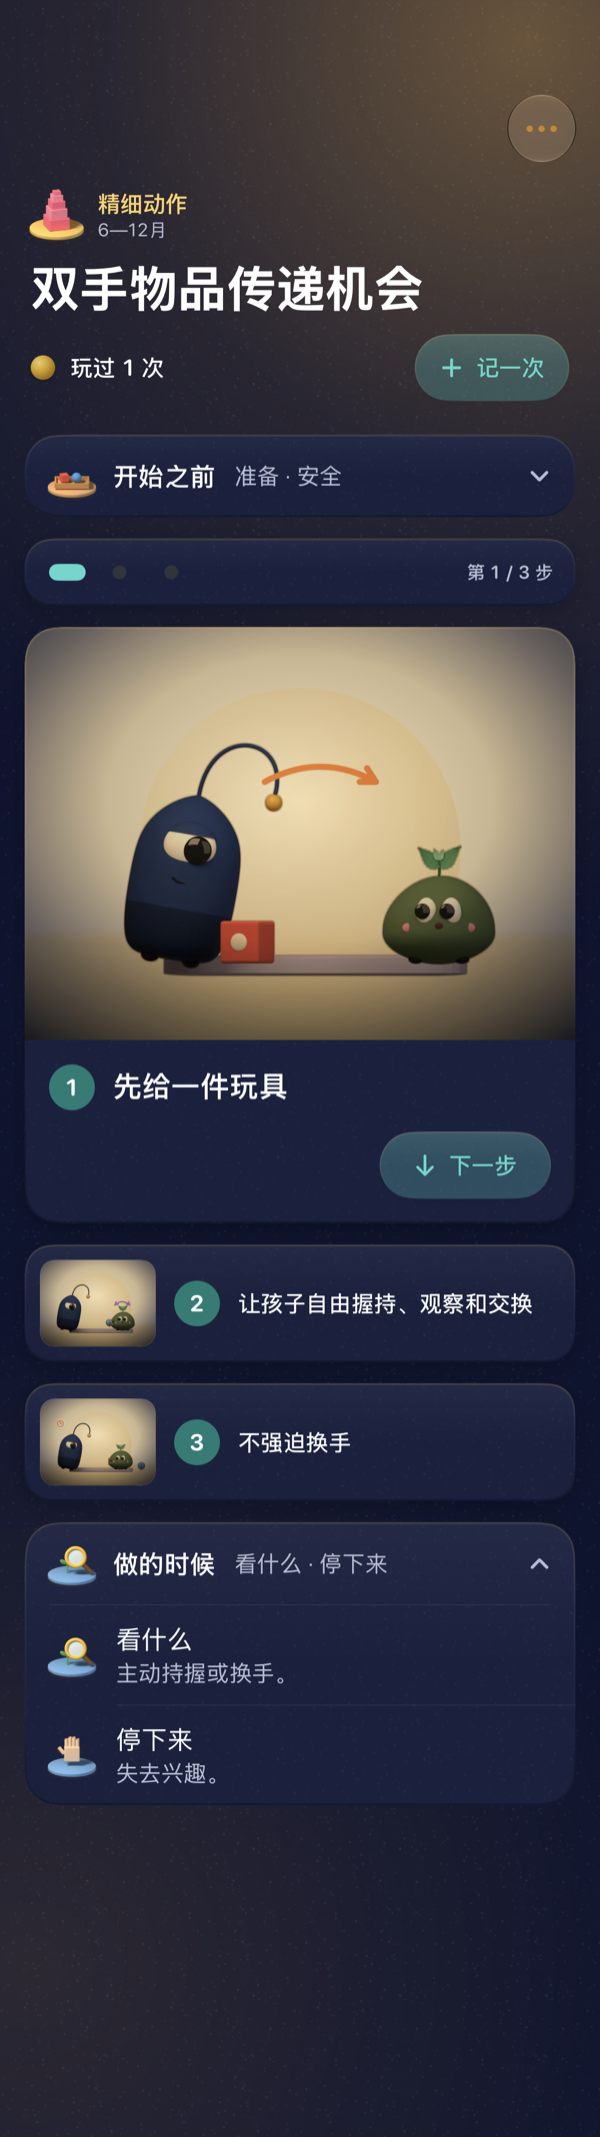 精细动作
6—12月
双手物品传递机会
玩过 1 次
记一次
开始之前 准备 · 安全
第 1 / 3 步
1 先给一件玩具
下一步
2 让孩子自由握持、观察和交换
3 不强迫换手
做的时候 看什么 · 停下来
看什么
主动持握或换手。
停下来
失去兴趣。